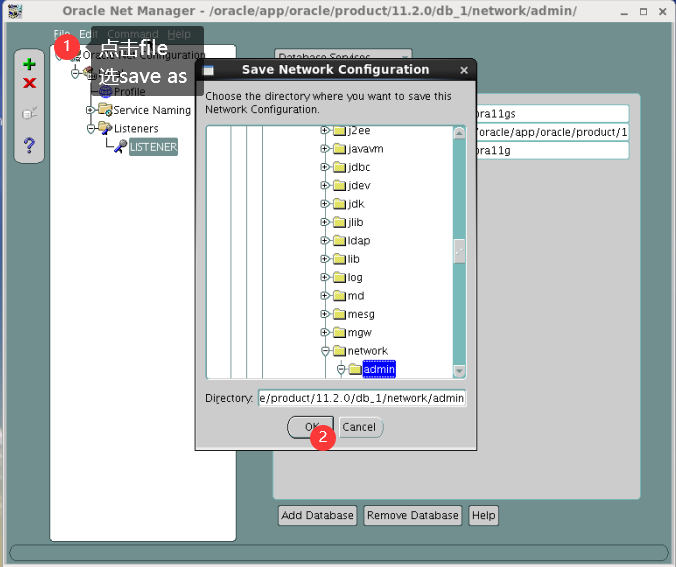 Oracle Net Manager - /oracle/app/oracle/product/11.2.0/db_1/network/admin/
File Edit Command Help
1
点击file
选save as
Configuration
Profile
Service Naming
Listeners
LISTENER
Database Services
Save Network Configuration
Choose the directory where you want to save this
Network Configuration.
j2ee
javavm
jdbc
jdev
jdk
jlib
ldap
lib
log
md
mesg
mgw
network
admin
Directory: e/product/11.2.0/db_1/network/admin
OK Cancel
2
ora11gs
/oracle/app/oracle/product/1
ora11g
Add Database Remove Database Help